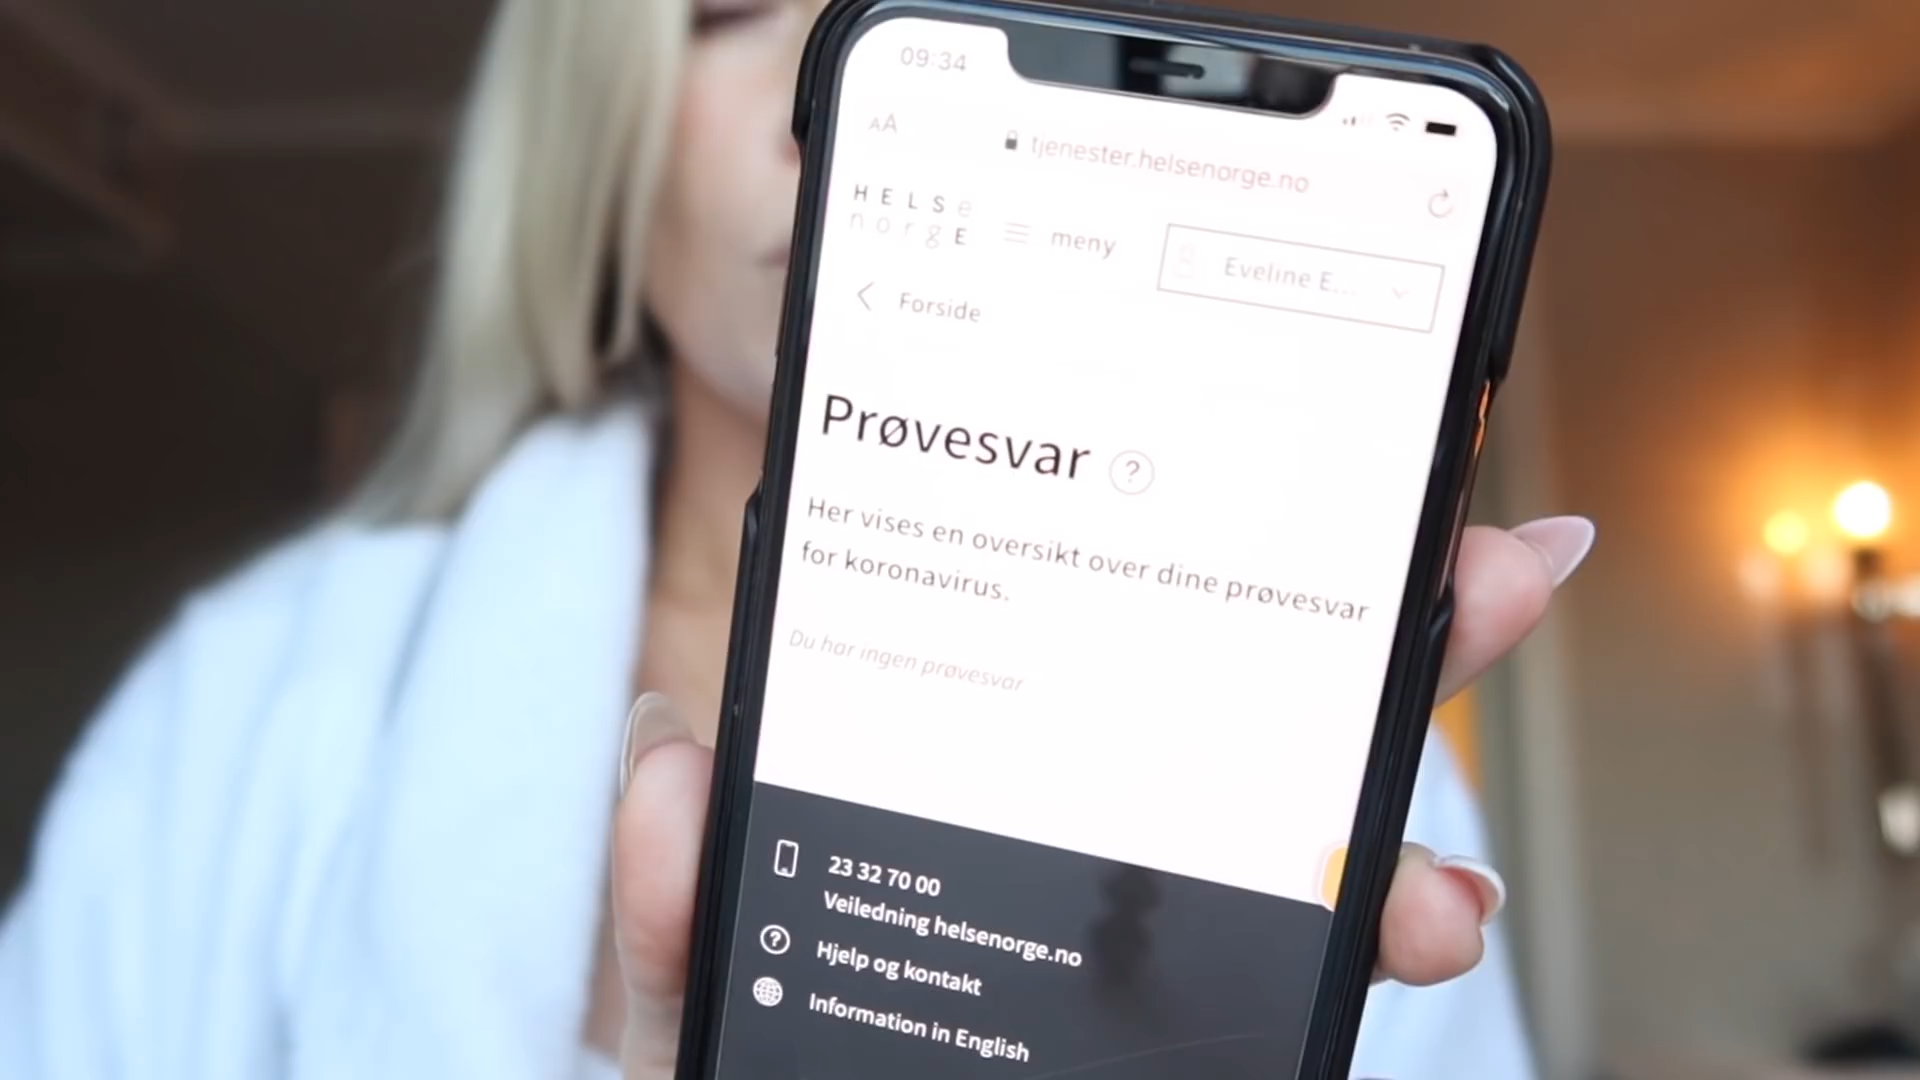 09:34
AA
tjenester.helsenorge.no
HELSe
norgE
meny
Eveline E...
Forside
Prøvesvar ?
Her vises en oversikt over dine prøvesvar
for koronavirus.
Du har ingen prøvesvar
23 32 70 00
Veiledning helsenorge.no
? Hjelp og kontakt
Information in English